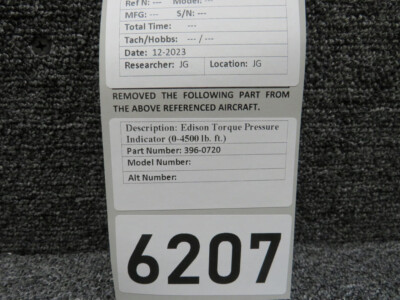 Ref N: --- Model: ---
MFG: --- S/N: ---
Total Time: ---
Tach/Hobbs: --- / ---
Date: 12-2023
Researcher: JG Location: JG
REMOVED THE FOLLOWING PART FROM
THE ABOVE REFERENCED AIRCRAFT.
Description: Edison Torque Pressure
Indicator (0-4500 lb. ft.)
Part Number: 396-0720
Model Number:
Alt Number:
6207